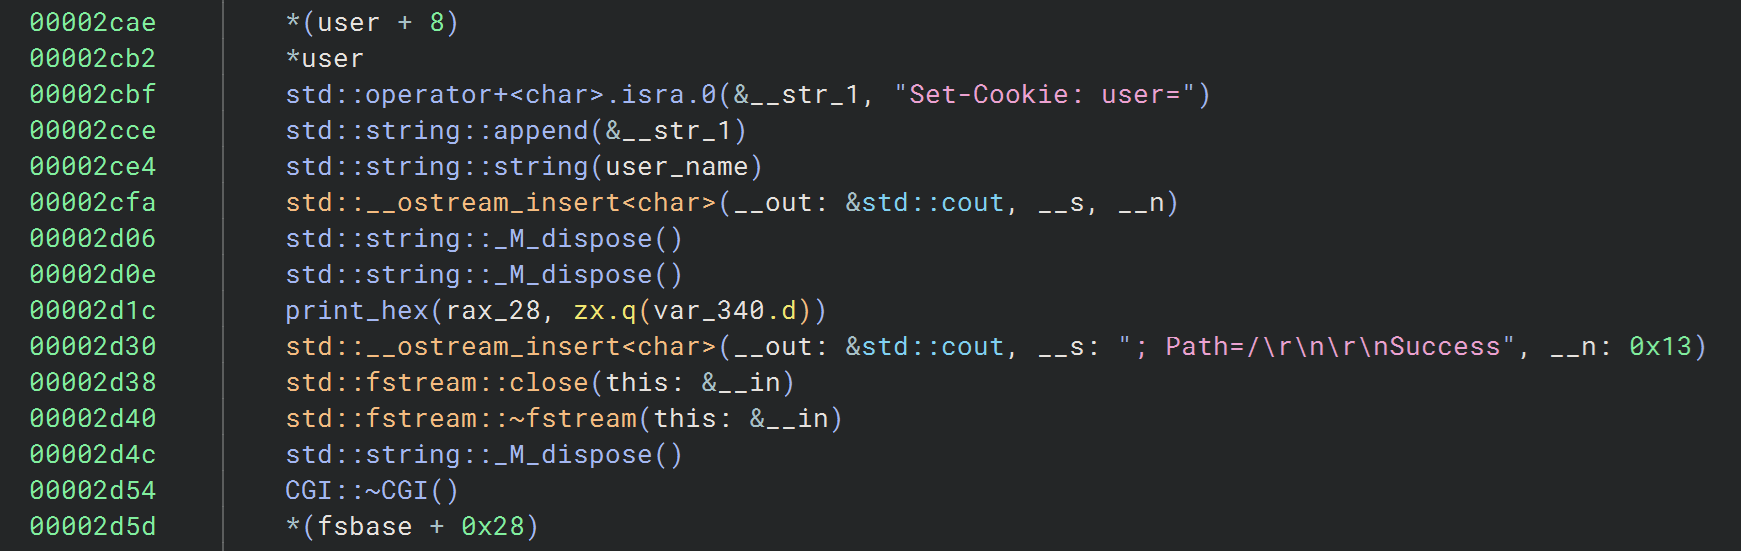 00002cae *(user + 8)
00002cb2 *user
00002cbf std::operator+<char>.isra.0(&__str_1, "Set-Cookie: user=")
00002cce std::string::append(&__str_1)
00002ce4 std::string::string(user_name)
00002cfa std::__ostream_insert<char>(__out: &std::cout, __s, __n)
00002d06 std::string::_M_dispose()
00002d0e std::string::_M_dispose()
00002d1c print_hex(rax_28, zx.q(var_340.d))
00002d30 std::__ostream_insert<char>(__out: &std::cout, __s: "; Path=/\r\n\r\nSuccess", __n: 0x13)
00002d38 std::fstream::close(this: &__in)
00002d40 std::fstream::~fstream(this: &__in)
00002d4c std::string::_M_dispose()
00002d54 CGI::~CGI()
00002d5d *(fsbase + 0x28)